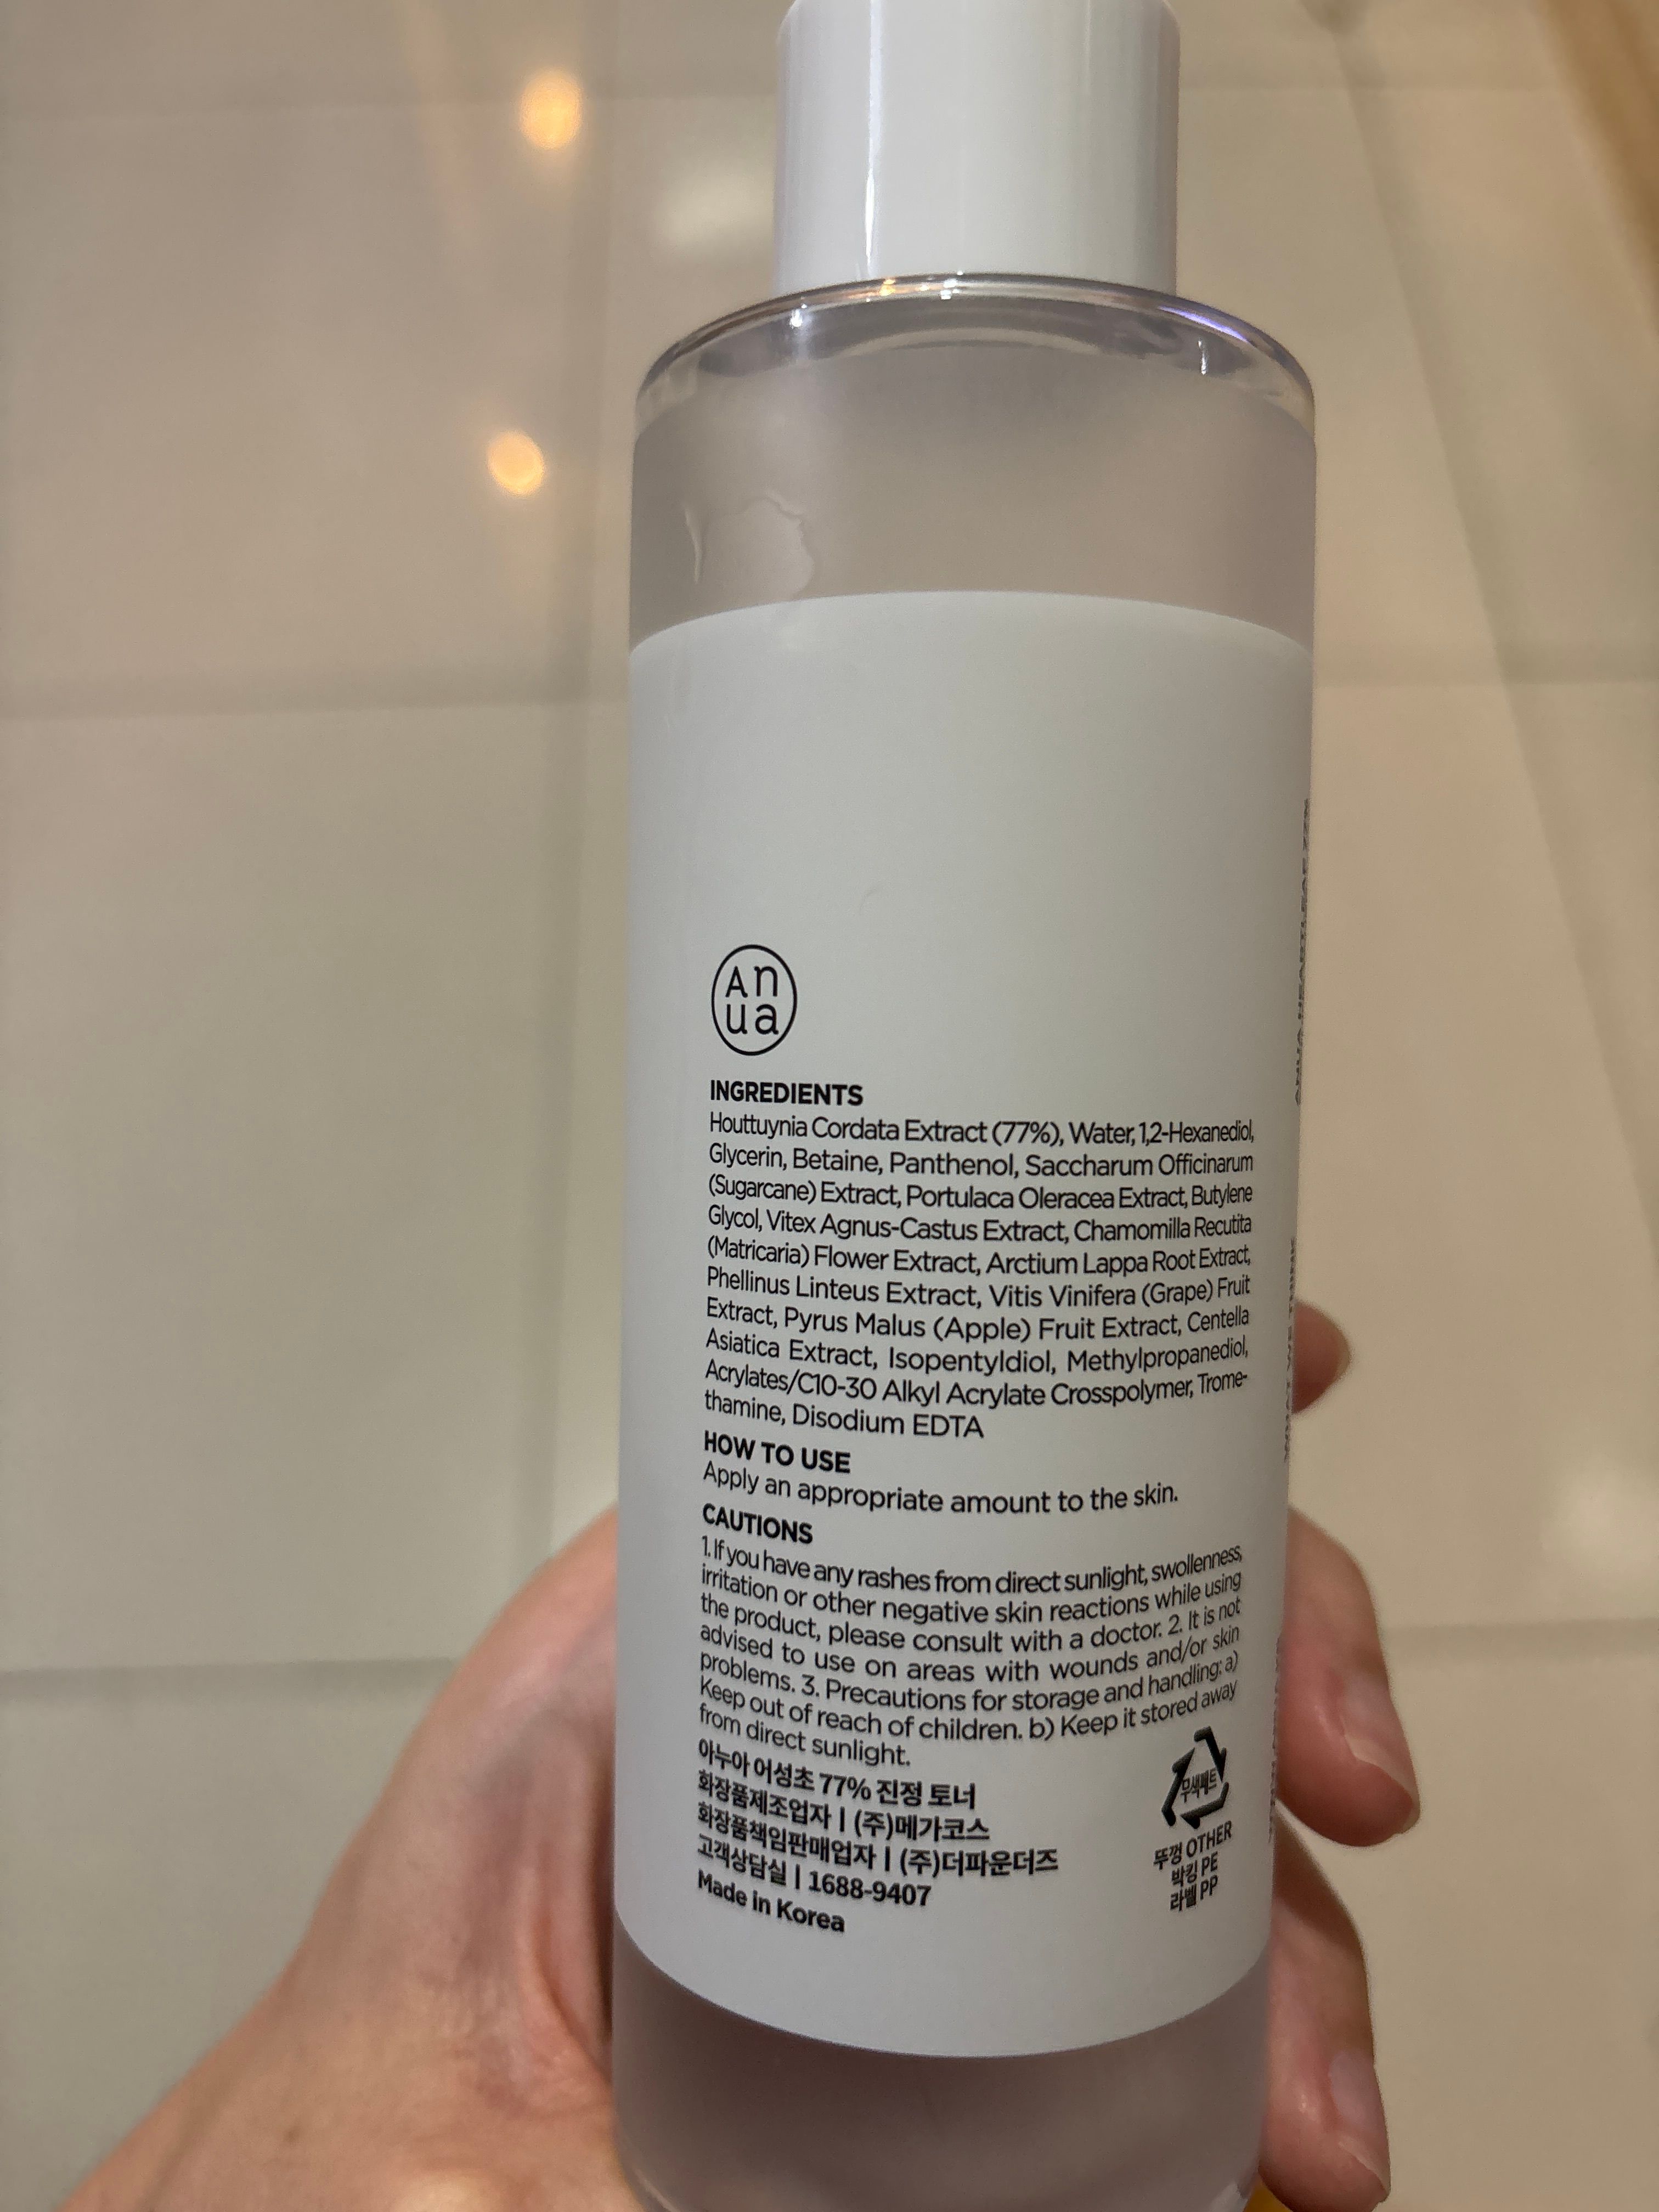 An
ua
INGREDIENTS
Houttuynia Cordata Extract (77%), Water, 1,2-Hexanediol,
Glycerin, Betaine, Panthenol, Saccharum Officinarum
(Sugarcane) Extract, Portulaca Oleracea Extract, Butylene
Glycol, Vitex Agnus-Castus Extract, Chamomilla Recutita
(Matricaria) Flower Extract, Arctium Lappa Root Extract,
Phellinus Linteus Extract, Vitis Vinifera (Grape) Fruit
Extract, Pyrus Malus (Apple) Fruit Extract, Centella
Asiatica Extract, Isopentyldiol, Methylpropanediol,
Acrylates/C10-30 Alkyl Acrylate Crosspolymer, Trome-
thamine, Disodium EDTA
HOW TO USE
Apply an appropriate amount to the skin.
CAUTIONS
1. If you have any rashes from direct sunlight, swollenness,
irritation or other negative skin reactions while using
the product, please consult with a doctor. 2. It is not
advised to use on areas with wounds and/or skin
problems. 3. Precautions for storage and handling: a)
Keep out of reach of children. b) Keep it stored away
from direct sunlight.
아누아 어성초 77% 진정 토너
화장품제조업자 | (주)메가코스
화장품책임판매업자 | (주)더파운더즈
고객상담실 | 1688-9407
Made in Korea
무색페트
뚜껑 OTHER
박킹 PE
라벨 PP